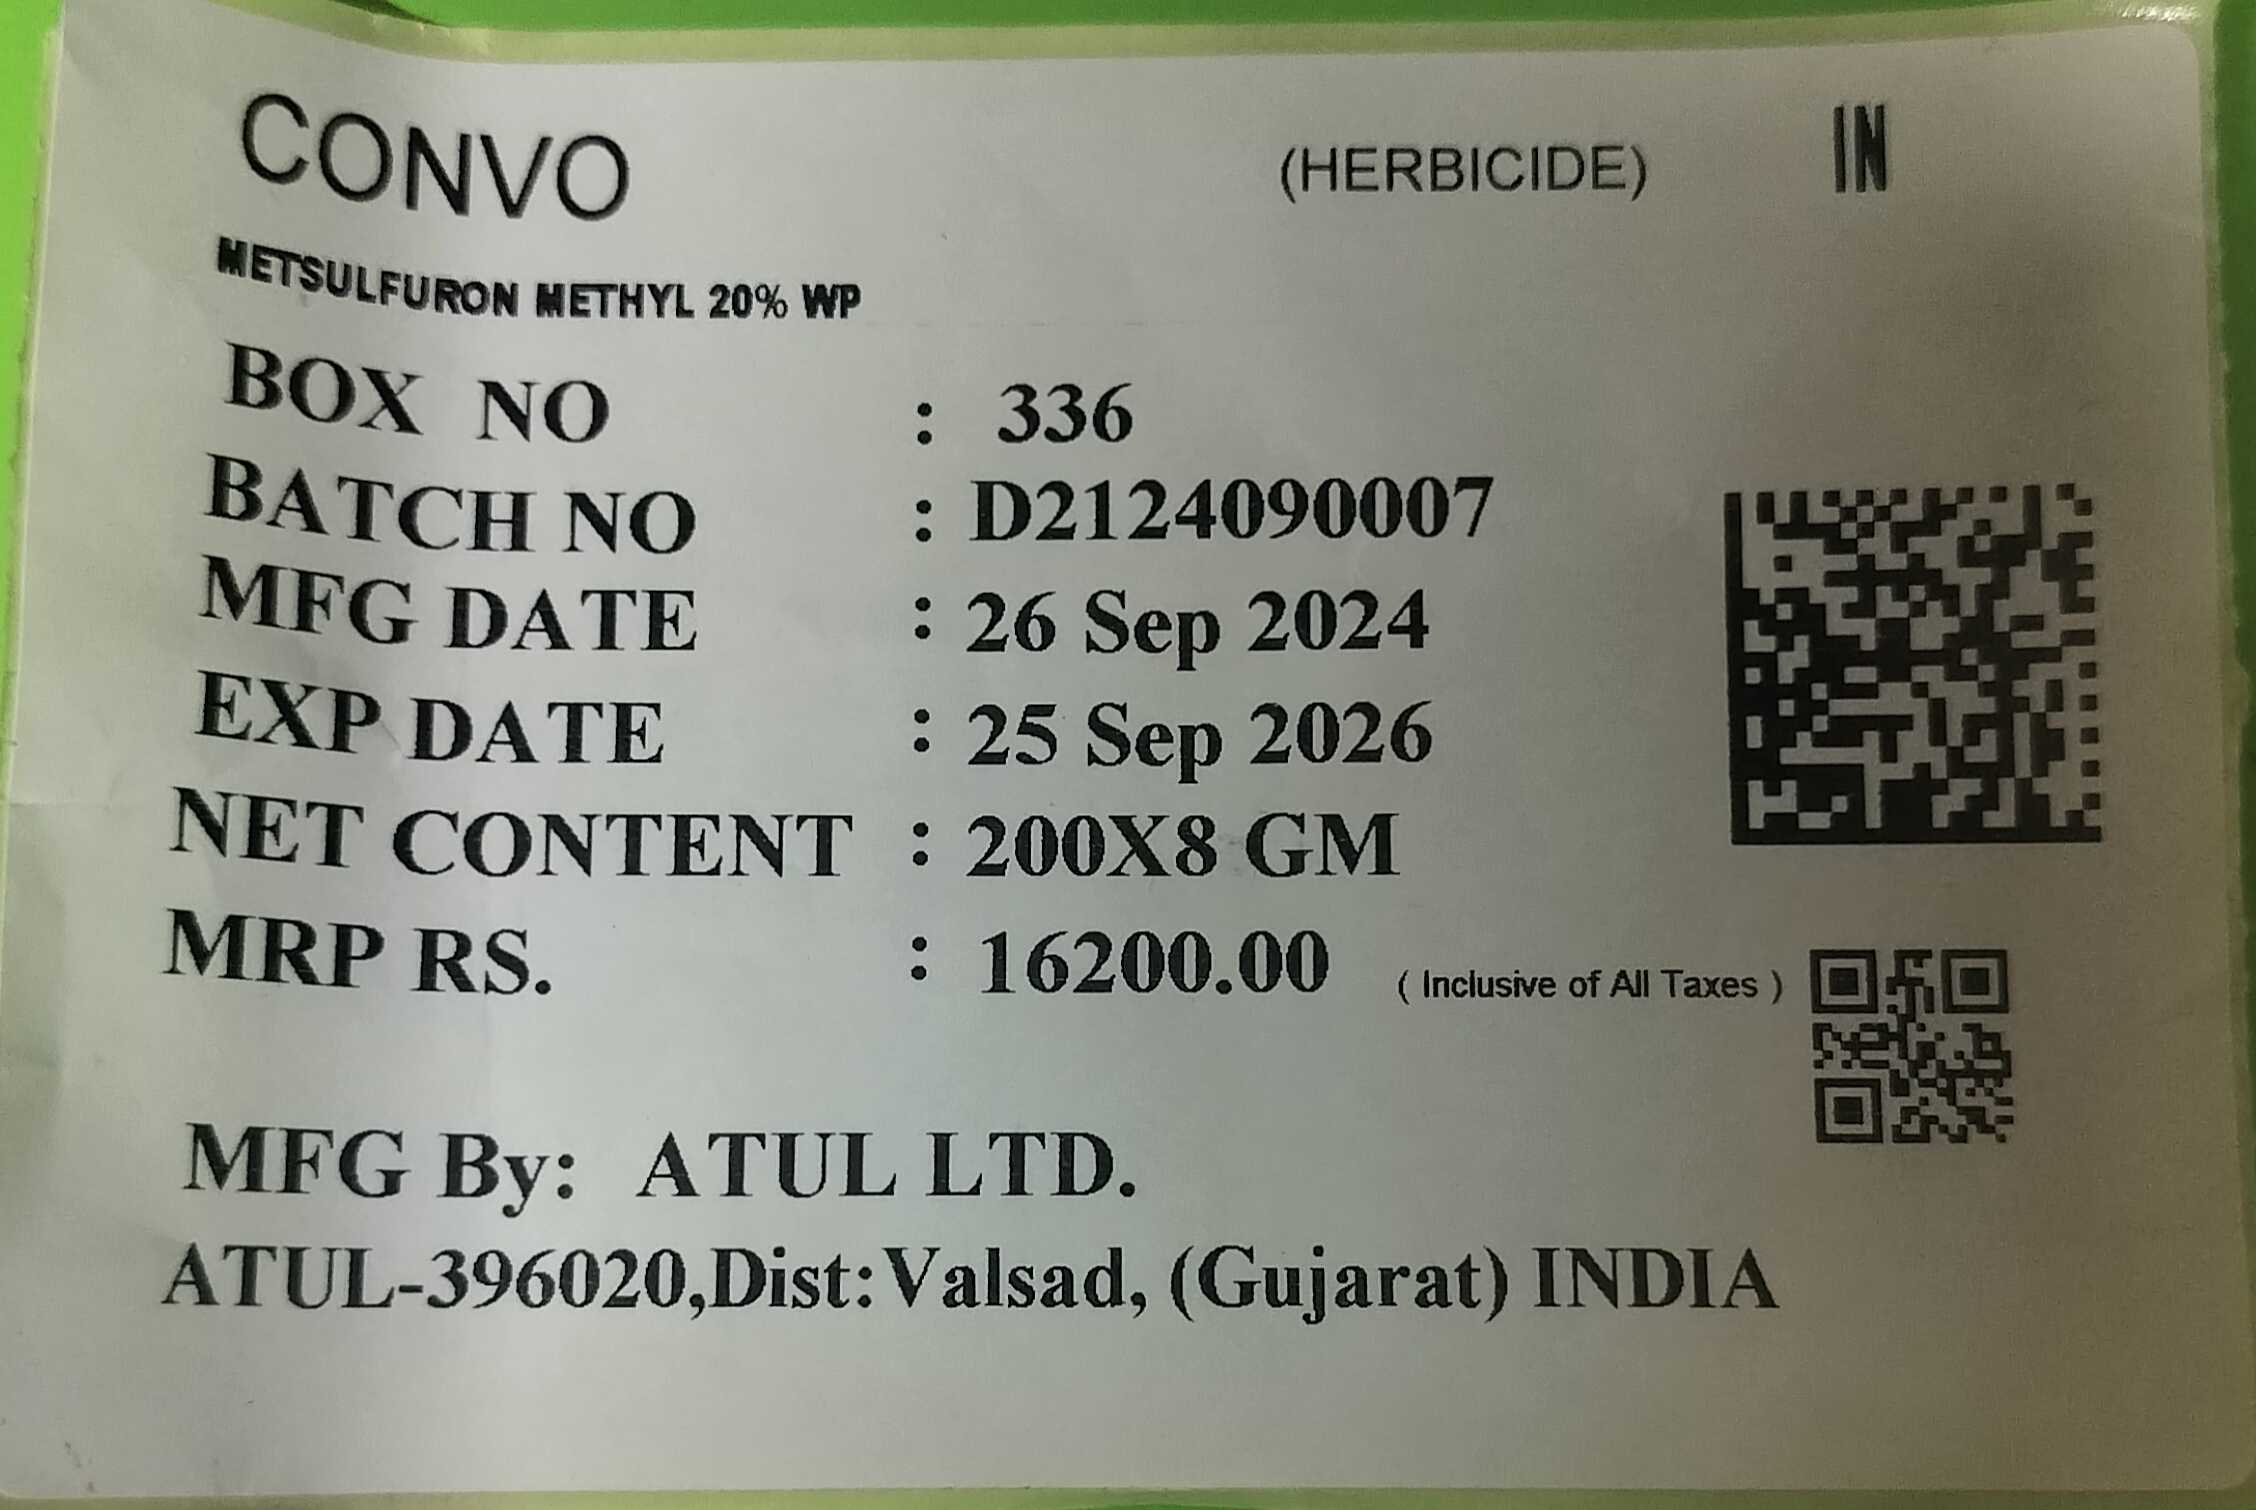 CONVO (HERBICIDE) IN
METSULFURON METHYL 20% WP
BOX NO : 336
BATCH NO : D2124090007
MFG DATE : 26 Sep 2024
EXP DATE : 25 Sep 2026
NET CONTENT : 200X8 GM
MRP RS. : 16200.00 ( Inclusive of All Taxes )
MFG By: ATUL LTD.
ATUL-396020,Dist:Valsad, (Gujarat) INDIA